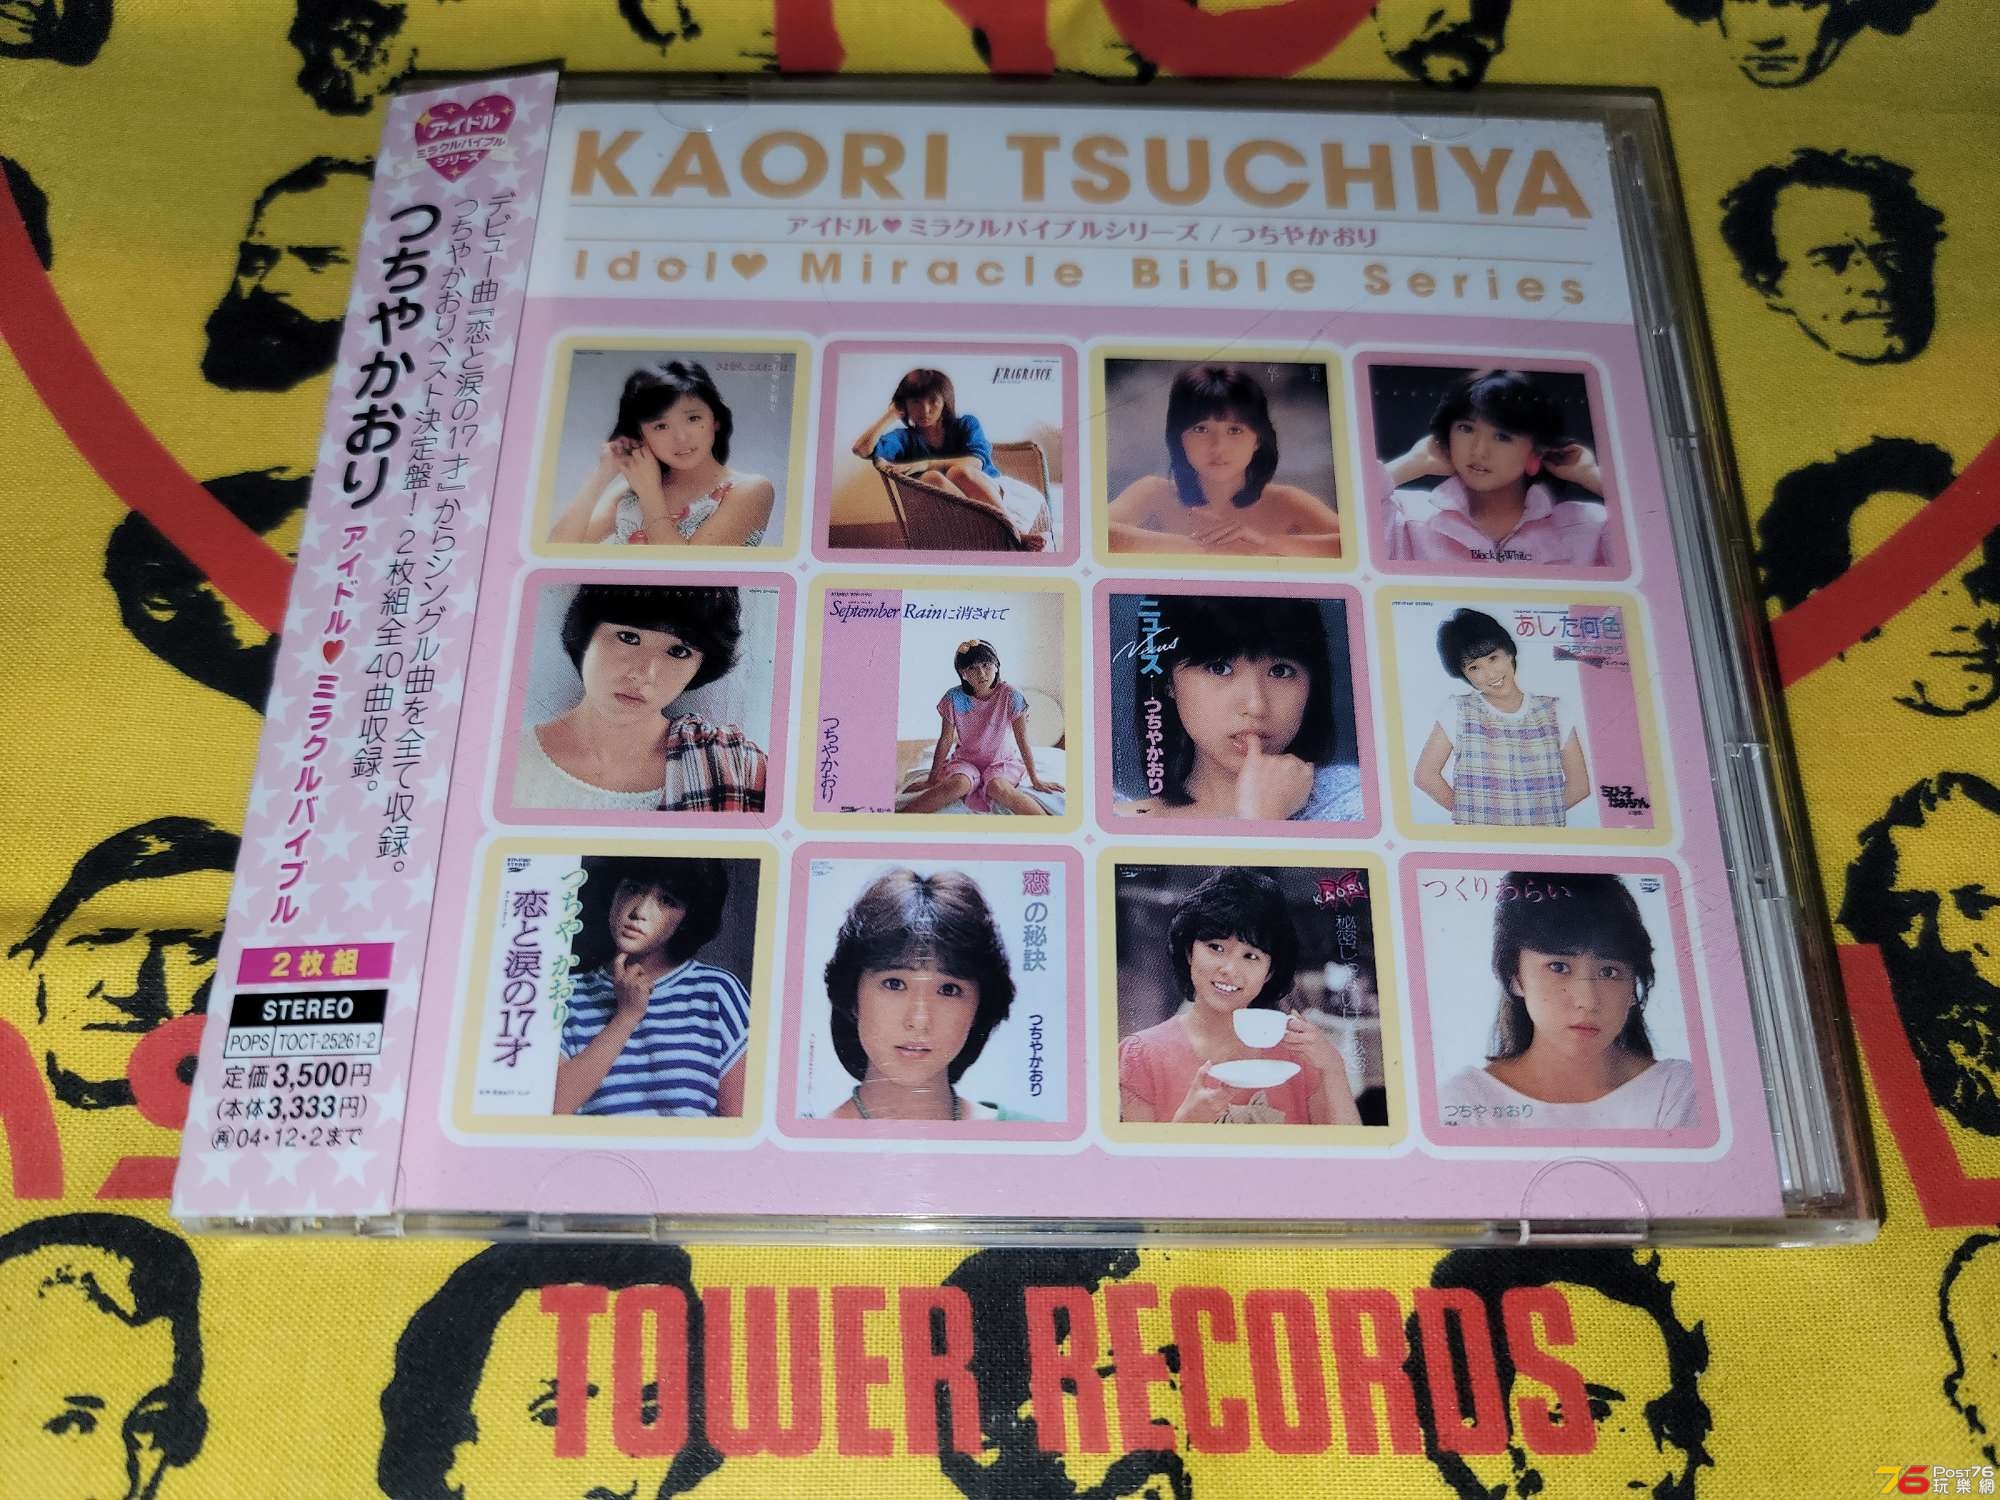 アイドル
ミラクルバイブル
シリーズ
デビュー曲『恋と涙の17才』からシングル曲を全て収録。
つちやかおりベスト決定盤！ 2枚組全40曲収録。
つちやかおり
アイドル♥ミラクルバイブル
2枚組
STEREO
POPS TOCT-25261-2
定価3,500円
(本体3,333円)
再04・12・2まで
KAORI TSUCHIYA
アイドル♥ミラクルバイブルシリーズ / つちやかおり
Idol♥ Miracle Bible Series
FRAGRANCE
Black & White
September Rainに消されて
つちやかおり
ニュース
News
つちやかおり
あした何色
つちやかおり
つちやかおり
恋と涙の17才
恋の秘訣
つちやかおり
KAORI
つくりわらい
つちやかおり
TOWER RECORDS
76 Post76
玩樂網